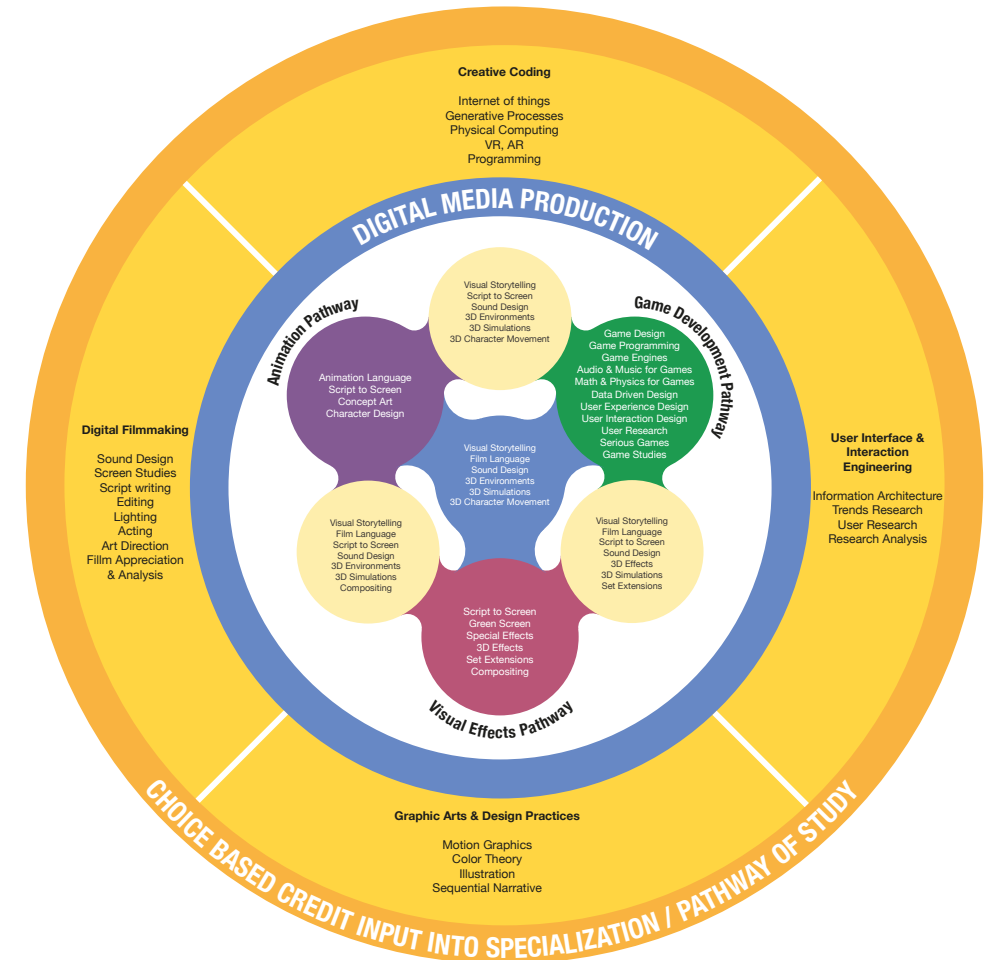 Creative Coding
Internet of things
Generative Processes
Physical Computing
VR, AR
Programming
DIGITAL MEDIA PRODUCTION
Animation Pathway
Visual Storytelling
Script to Screen
Sound Design
3D Environments
3D Simulations
3D Character Movement
Game Development Pathway
Animation Language
Script to Screen
Concept Art
Character Design
Game Design
Game Programming
Game Engines
Audio & Music for Games
Math & Physics for Games
Data Driven Design
User Experience Design
User Interaction Design
User Research
Serious Games
Game Studies
Digital Filmmaking
Sound Design
Screen Studies
Script writing
Editing
Lighting
Acting
Art Direction
Fillm Appreciation
& Analysis
Visual Storytelling
Film Language
Sound Design
3D Environments
3D Simulations
3D Character Movement
User Interface &
Interaction
Engineering
Information Architecture
Trends Research
User Research
Research Analysis
Visual Storytelling
Film Language
Script to Screen
Sound Design
3D Environments
3D Simulations
Compositing
Visual Storytelling
Film Language
Script to Screen
Sound Design
3D Effects
3D Simulations
Set Extensions
Script to Screen
Green Screen
Special Effects
3D Effects
Set Extensions
Compositing
Visual Effects Pathway
Graphic Arts & Design Practices
Motion Graphics
Color Theory
Illustration
Sequential Narrative
CHOICE BASED CREDIT INPUT INTO SPECIALIZATION / PATHWAY OF STUDY